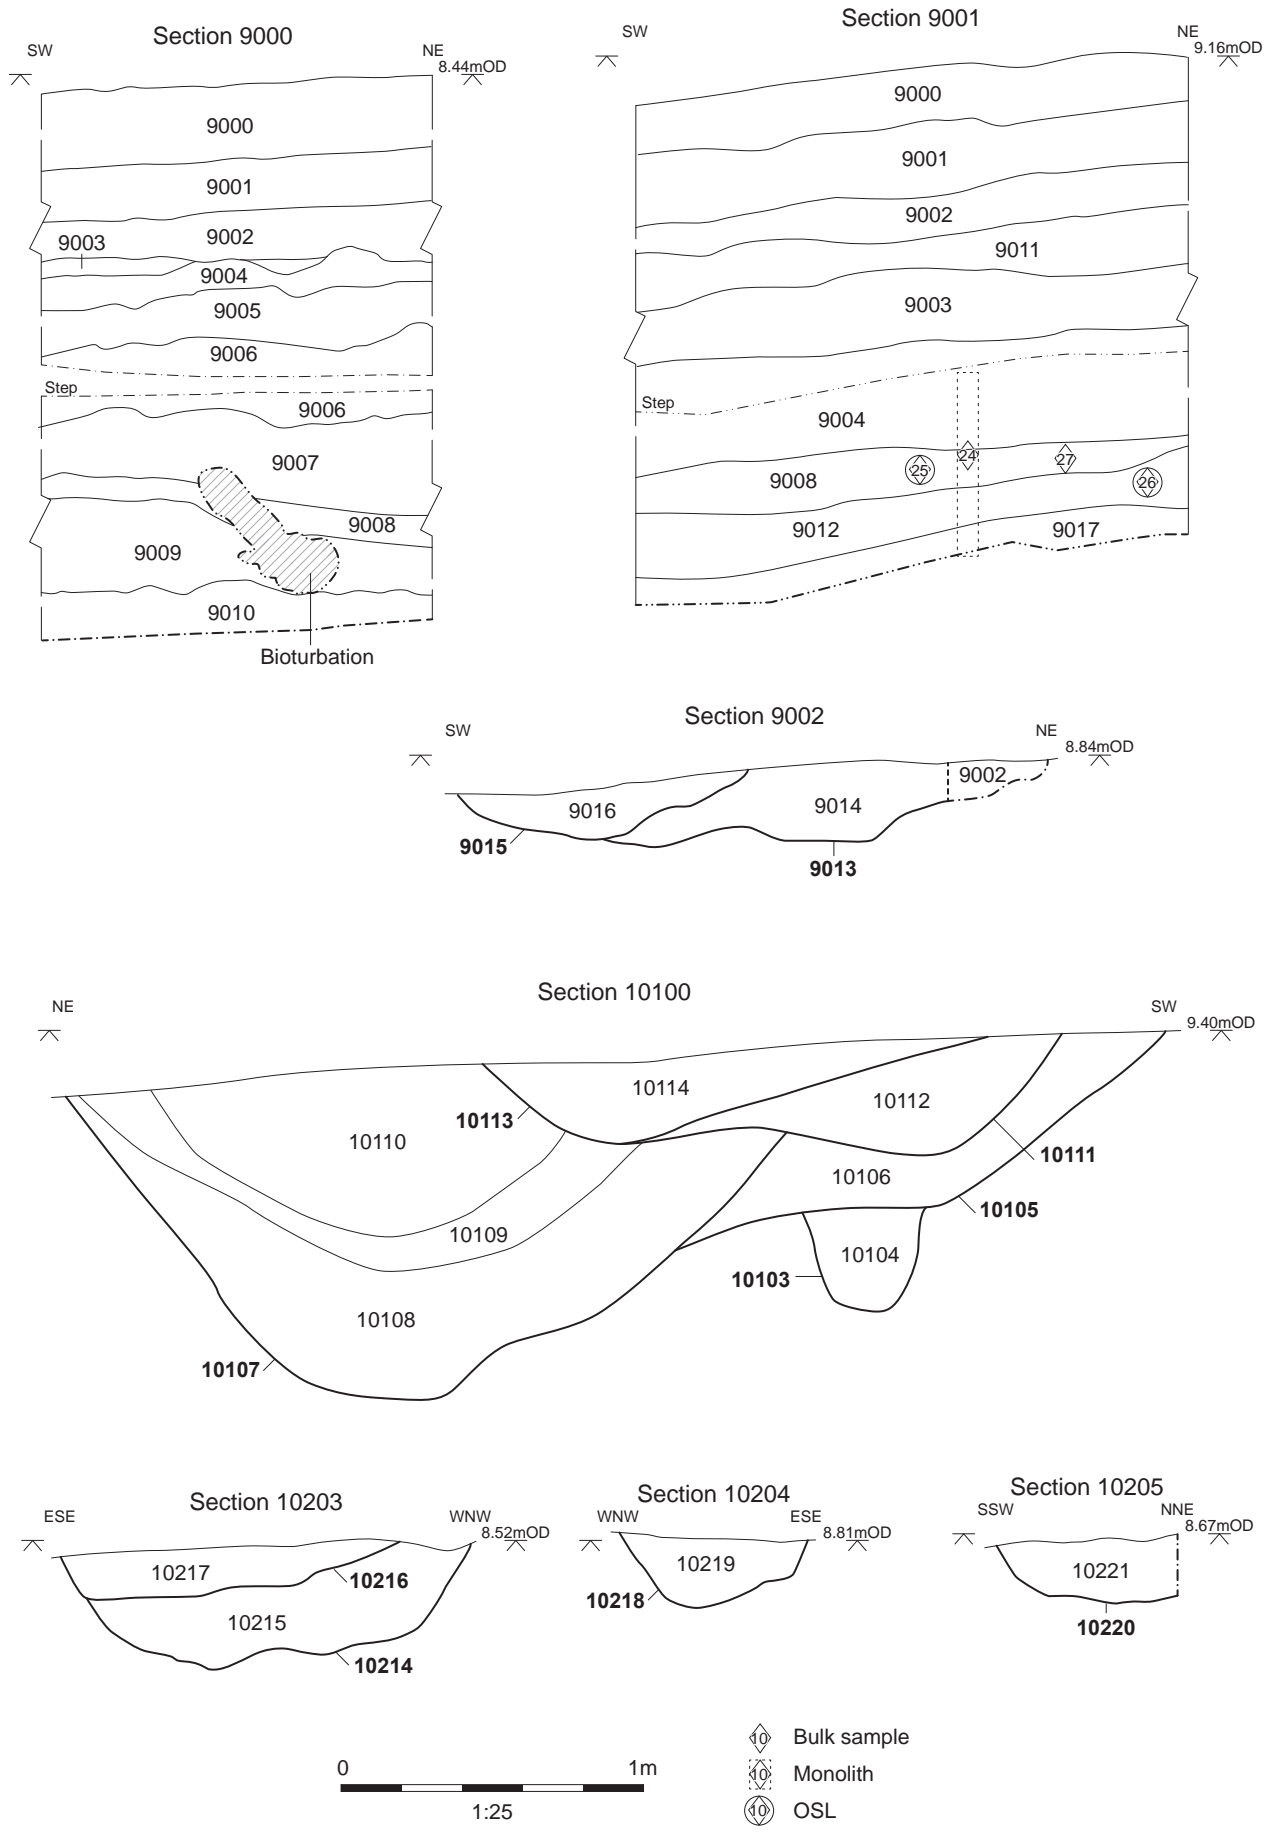 Section 9000
SW
NE
8.44mOD
9000
9001
9002
9003
9004
9005
9006
Step
9006
9007
9008
9009
9010
Bioturbation
Section 9001
SW
NE
9.16mOD
9000
9001
9002
9011
9003
Step
9004
24
27
25
9008
26
9012
9017
Section 9002
SW
NE
8.84mOD
9002
9016
9014
9015
9013
Section 10100
NE
SW
9.40mOD
10114
10112
10113
10110
10111
10106
10105
10109
10104
10103
10108
10107
Section 10203
ESE
WNW
8.52mOD
10217
10216
10215
10214
Section 10204
WNW
ESE
8.81mOD
10219
10218
Section 10205
SSW
NNE
8.67mOD
10221
10220
0 1m
1:25
10 Bulk sample
10 Monolith
10 OSL